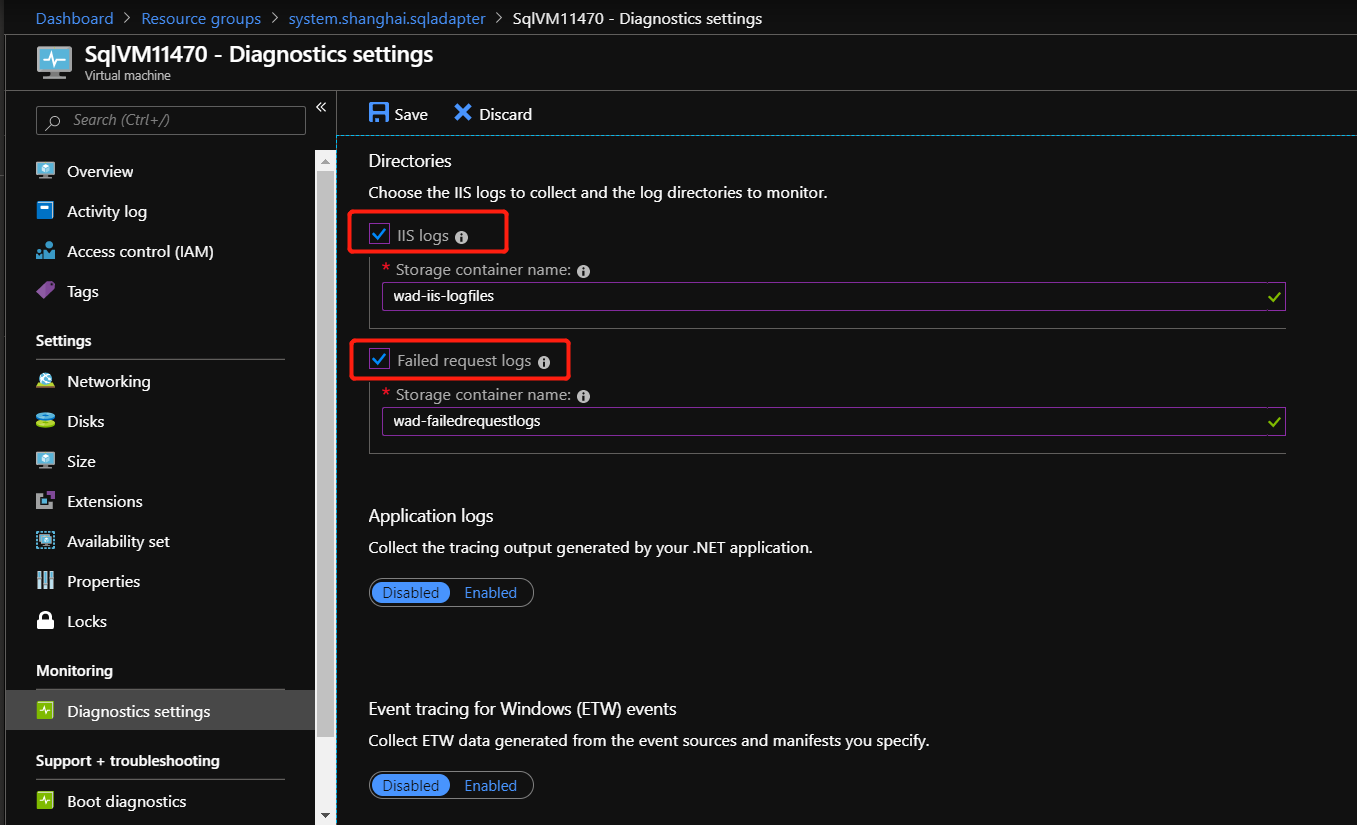 Dashboard > Resource groups > system.shanghai.sqladapter > SqlVM11470 - Diagnostics settings
SqlVM11470 - Diagnostics settings
Virtual machine
Search (Ctrl+/)
«
Overview
Activity log
Access control (IAM)
Tags
Settings
Networking
Disks
Size
Extensions
Availability set
Properties
Locks
Monitoring
Diagnostics settings
Support + troubleshooting
Boot diagnostics
Save Discard
Directories
Choose the IIS logs to collect and the log directories to monitor.
IIS logs
* Storage container name:
wad-iis-logfiles
Failed request logs
* Storage container name:
wad-failedrequestlogs
Application logs
Collect the tracing output generated by your .NET application.
Disabled Enabled
Event tracing for Windows (ETW) events
Collect ETW data generated from the event sources and manifests you specify.
Disabled Enabled